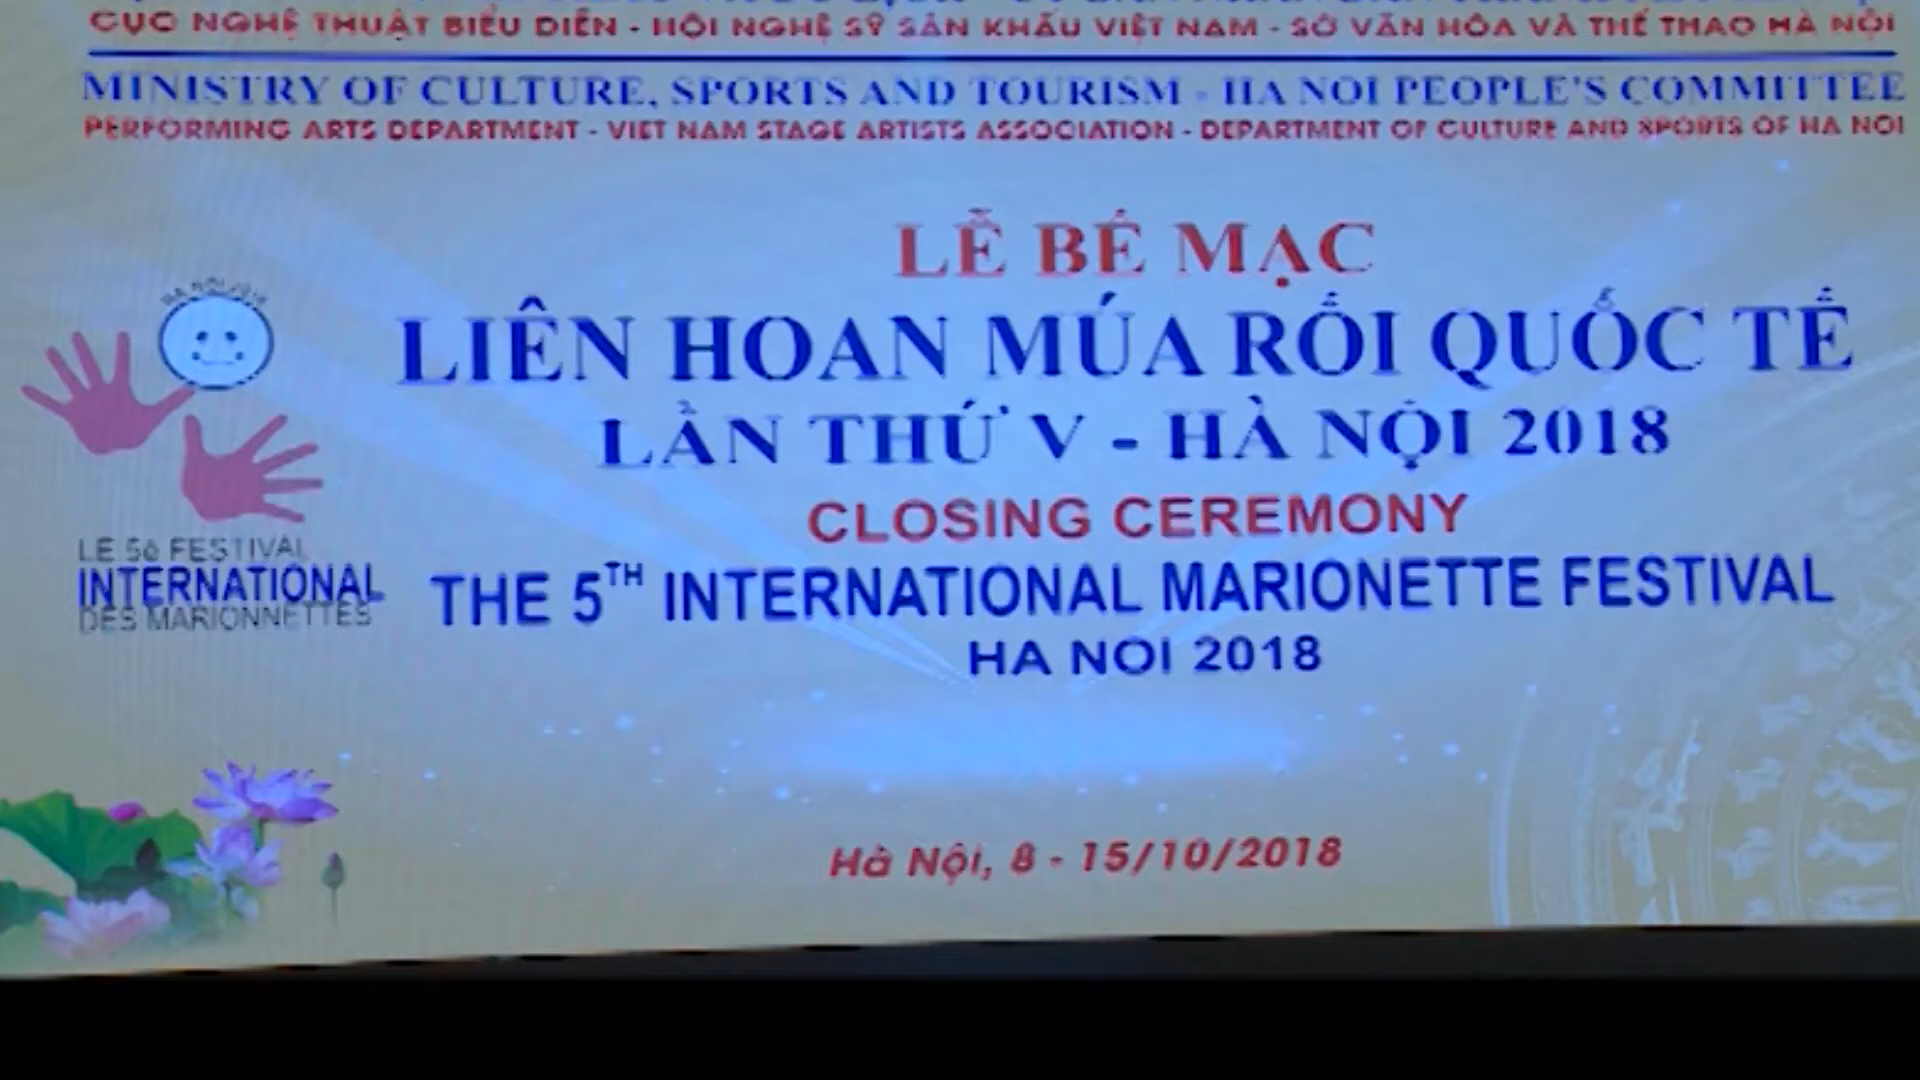 CỤC NGHỆ THUẬT BIỂU DIỄN - HỘI NGHỆ SỸ SÂN KHẤU VIỆT NAM - SỞ VĂN HÓA VÀ THỂ THAO HÀ NỘI
MINISTRY OF CULTURE, SPORTS AND TOURISM - HA NOI PEOPLE'S COMMITTEE
PERFORMING ARTS DEPARTMENT - VIET NAM STAGE ARTISTS ASSOCIATION - DEPARTMENT OF CULTURE AND SPORTS OF HA NOI
LỄ BẾ MẠC
LIÊN HOAN MÚA RỐI QUỐC TẾ
LẦN THỨ V - HÀ NỘI 2018
CLOSING CEREMONY
THE 5TH INTERNATIONAL MARIONETTE FESTIVAL
HA NOI 2018
HA NOI 2018
LE 5è FESTIVAL
INTERNATIONAL
DES MARIONNETTES
Hà Nội, 8 - 15/10/2018